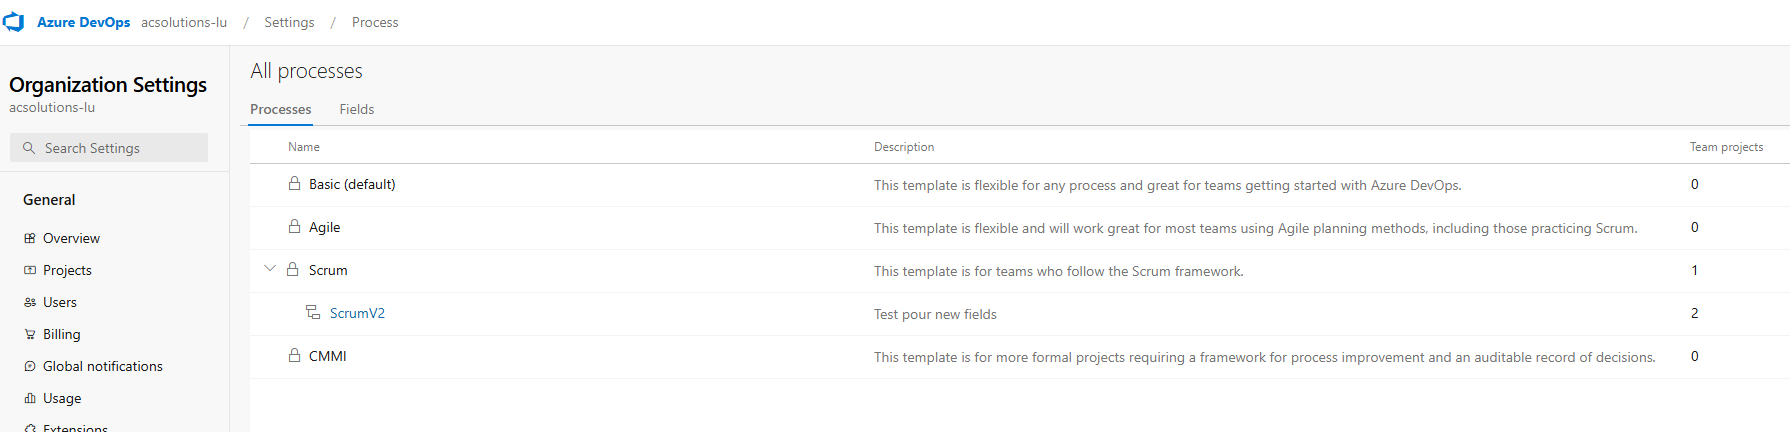 Azure DevOps acsolutions-lu / Settings / Process
Organization Settings
acsolutions-lu
Search Settings
General
Overview
Projects
Users
Billing
Global notifications
Usage
Extensions
All processes
Processes Fields
Name Description Team projects
Basic (default) This template is flexible for any process and great for teams getting started with Azure DevOps. 0
Agile This template is flexible and will work great for most teams using Agile planning methods, including those practicing Scrum. 0
Scrum This template is for teams who follow the Scrum framework. 1
ScrumV2 Test pour new fields 2
CMMI This template is for more formal projects requiring a framework for process improvement and an auditable record of decisions. 0